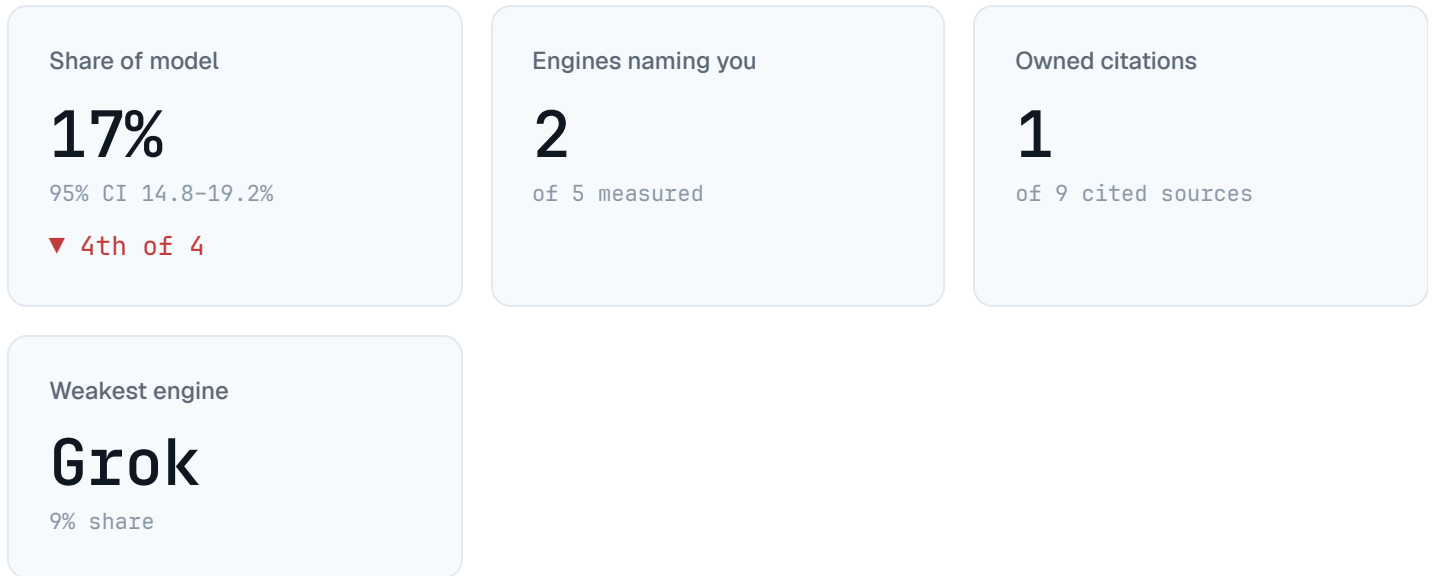 Share of model
17%
95% CI 14.8–19.2%
▼ 4th of 4
Engines naming you
2
of 5 measured
Owned citations
1
of 9 cited sources
Weakest engine
Grok
9% share